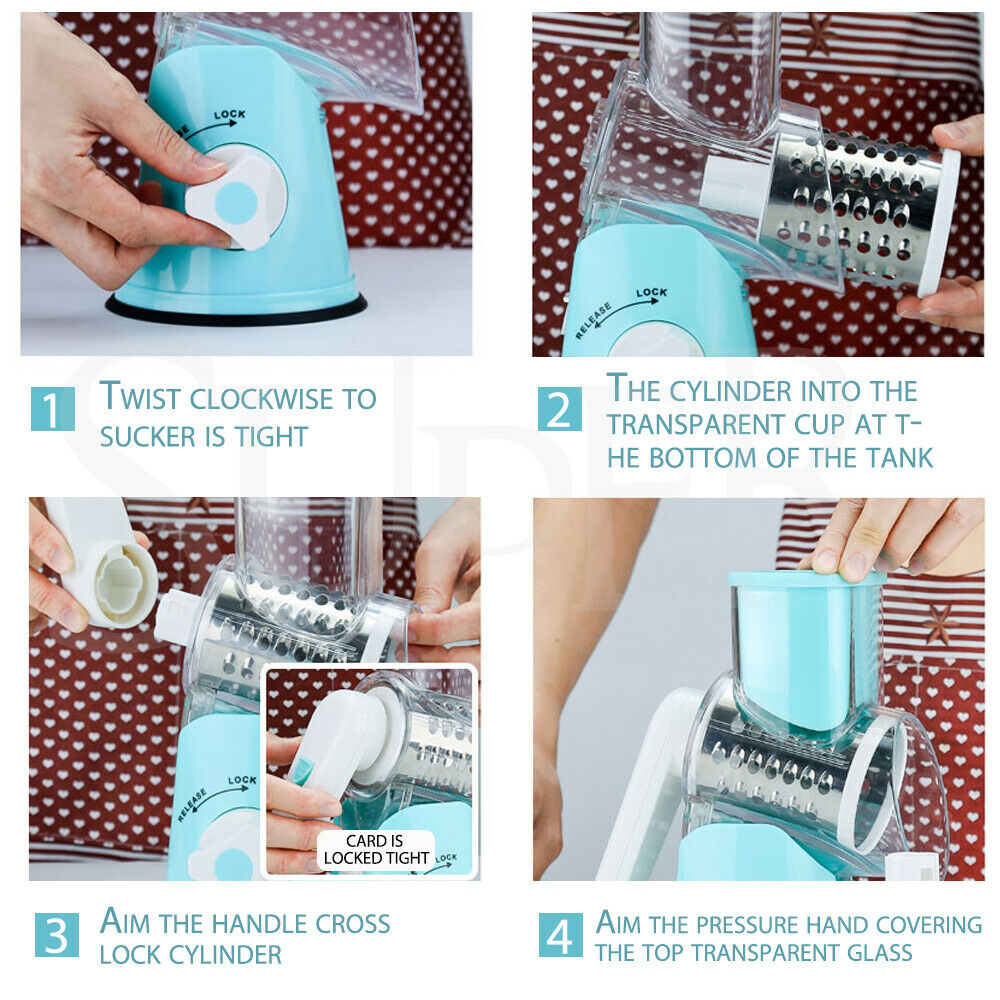 LOCK
RELEASE
LOCK
1
TWIST CLOCKWISE TO
SUCKER IS TIGHT
2
THE CYLINDER INTO THE
TRANSPARENT CUP AT T-
HE BOTTOM OF THE TANK
RELEASE
LOCK
CARD IS
LOCKED TIGHT
LOCK
3
AIM THE HANDLE CROSS
LOCK CYLINDER
4
AIM THE PRESSURE HAND COVERING
THE TOP TRANSPARENT GLASS